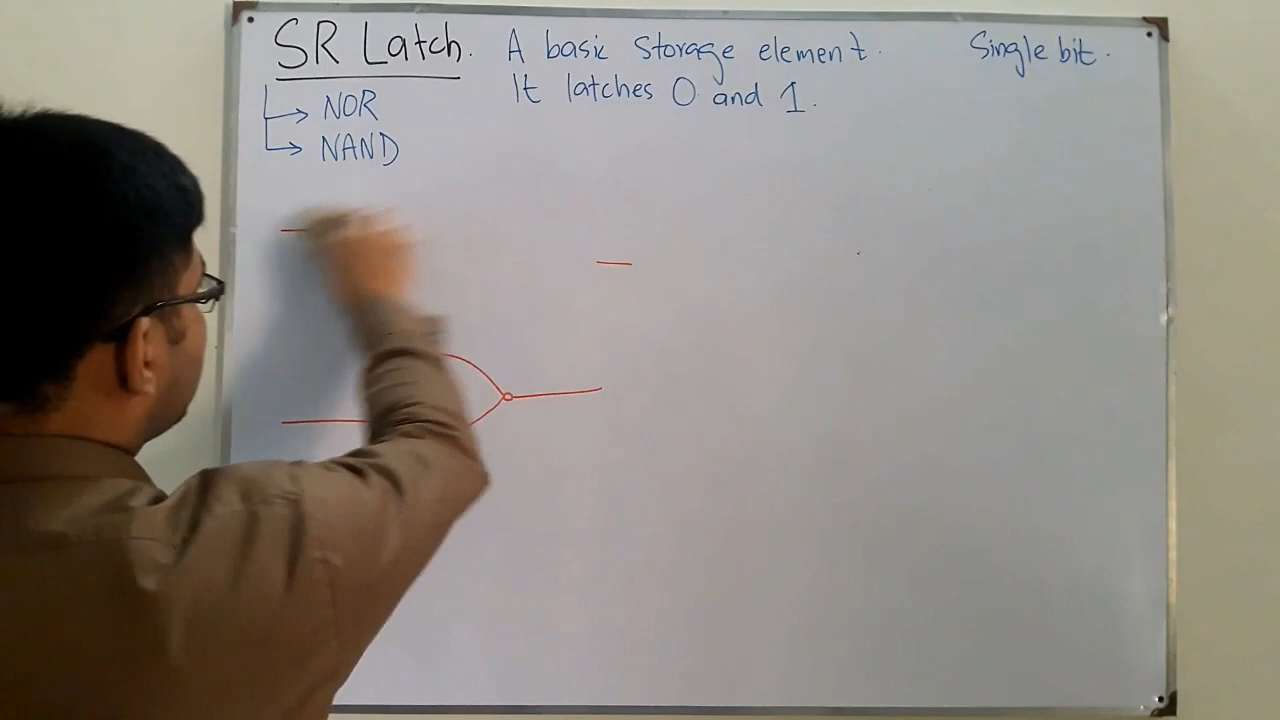 SR Latch. A basic Storage element. Single bit.
It latches 0 and 1.
NOR
NAND